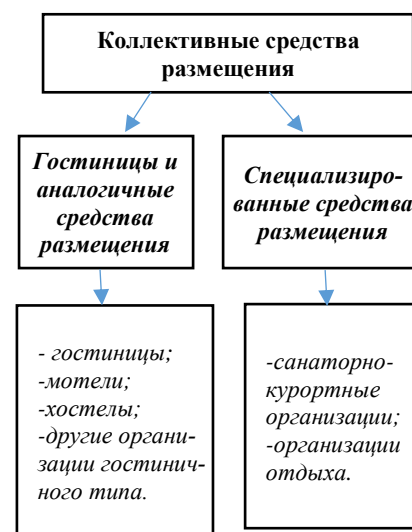 Коллективные средства
размещения
Гостиницы и
аналогичные
средства
размещения
Специализиро-
ванные средства
размещения
- гостиницы;
-мотели;
-хостелы;
-другие органи-
зации гостинич-
ного типа.
-санаторно-
курортные
организации;
-организации
отдыха.